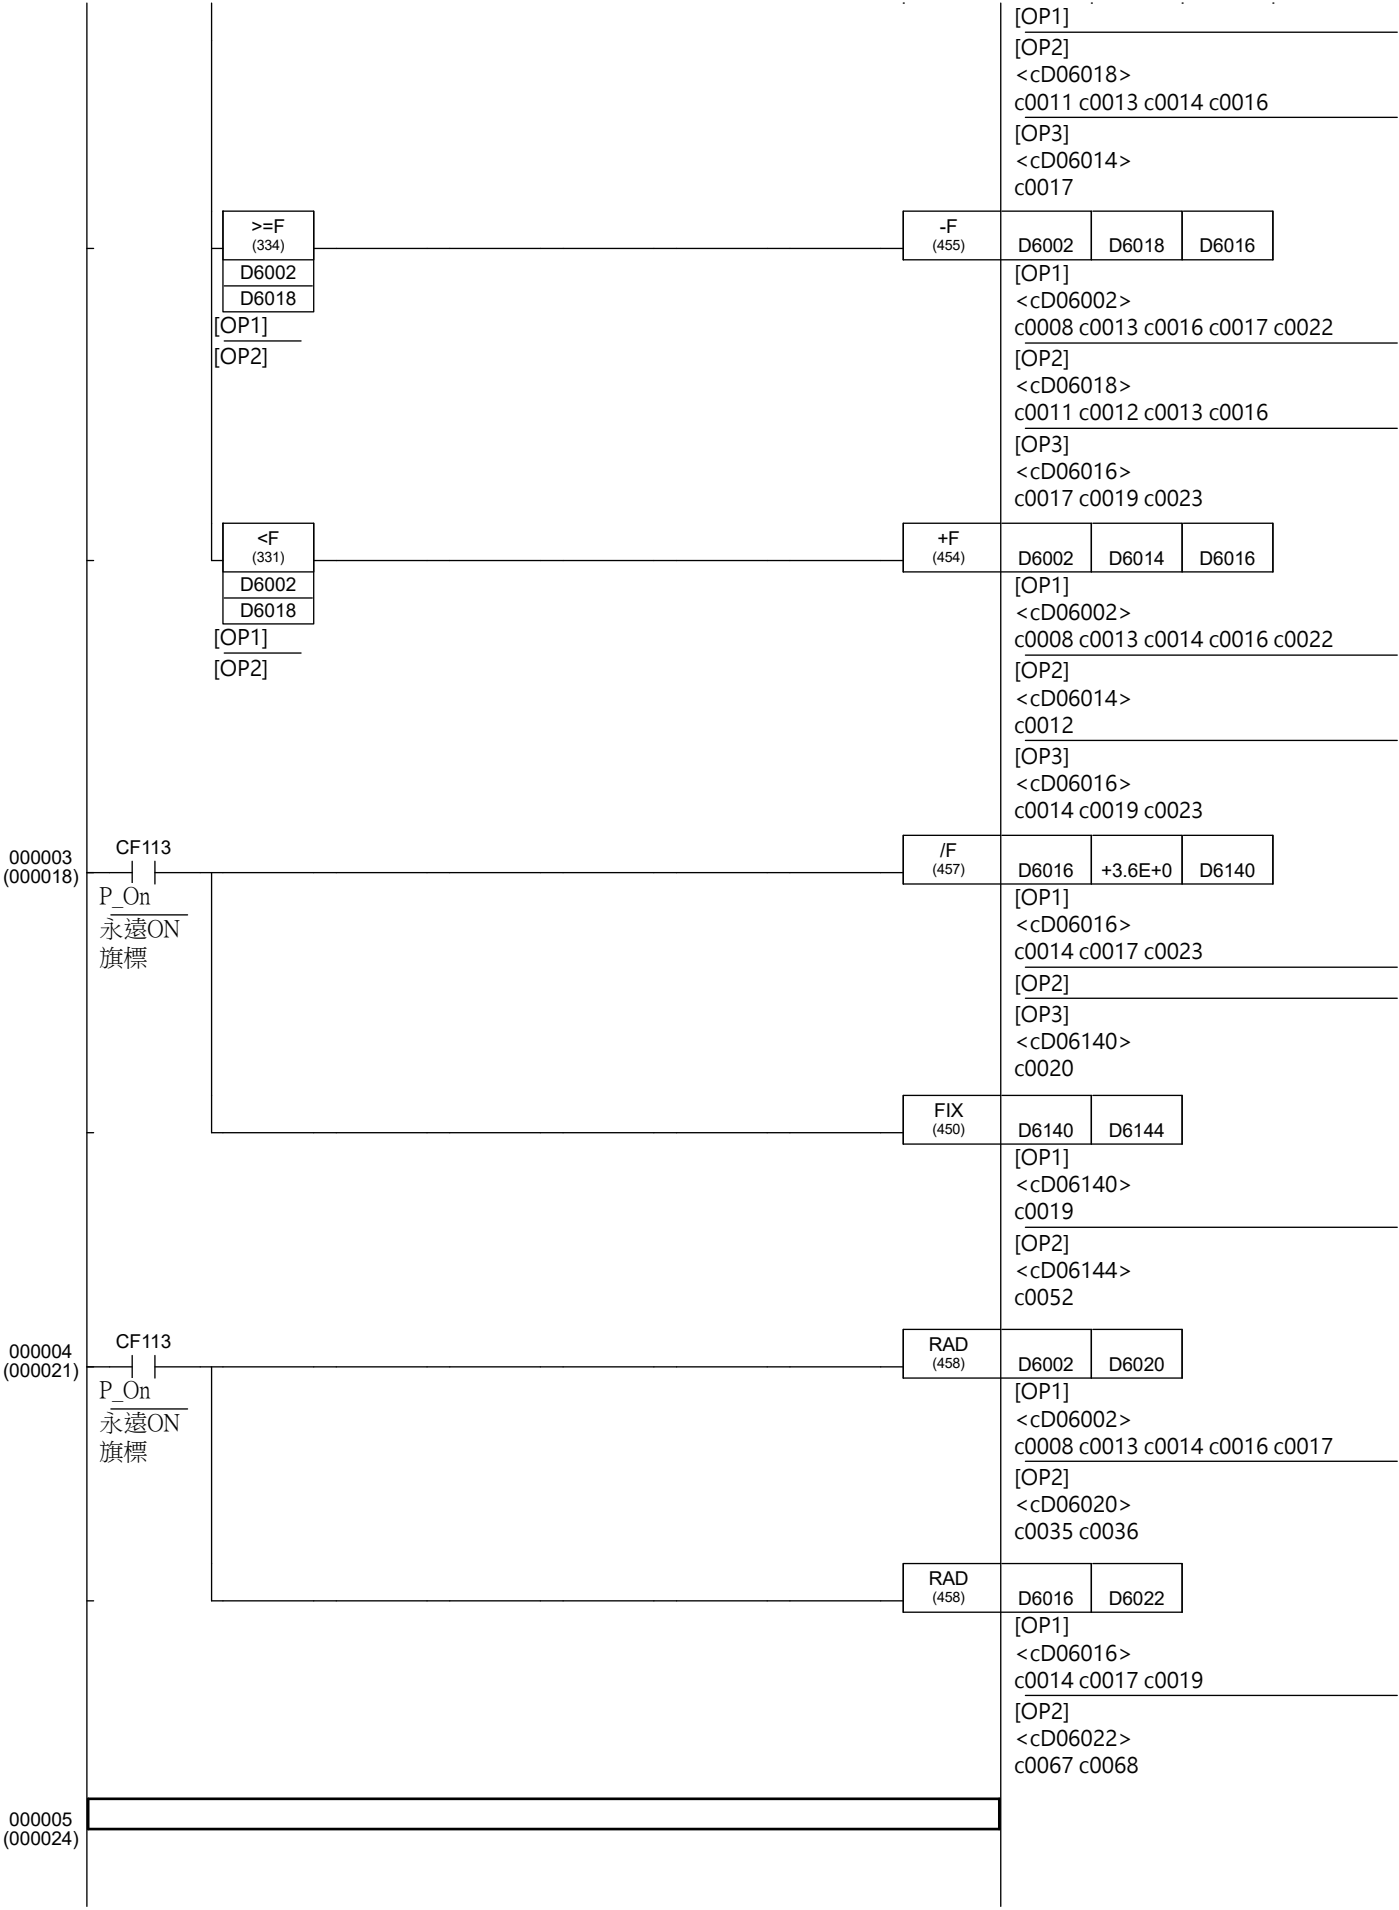 [OP1]
[OP2]
<cD06018>
c0011 c0013 c0014 c0016
[OP3]
<cD06014>
c0017
>=F
(334)
D6002
D6018
[OP1]
[OP2]
-F
(455)
D6002 D6018 D6016
[OP1]
<cD06002>
c0008 c0013 c0016 c0017 c0022
[OP2]
<cD06018>
c0011 c0012 c0013 c0016
[OP3]
<cD06016>
c0017 c0019 c0023
<F
(331)
D6002
D6018
[OP1]
[OP2]
+F
(454)
D6002 D6014 D6016
[OP1]
<cD06002>
c0008 c0013 c0014 c0016 c0022
[OP2]
<cD06014>
c0012
[OP3]
<cD06016>
c0014 c0019 c0023
000003
(000018)
CF113
P_On
永遠ON
旗標
/F
(457)
D6016 +3.6E+0 D6140
[OP1]
<cD06016>
c0014 c0017 c0023
[OP2]
[OP3]
<cD06140>
c0020
FIX
(450)
D6140 D6144
[OP1]
<cD06140>
c0019
[OP2]
<cD06144>
c0052
000004
(000021)
CF113
P_On
永遠ON
旗標
RAD
(458)
D6002 D6020
[OP1]
<cD06002>
c0008 c0013 c0014 c0016 c0017
[OP2]
<cD06020>
c0035 c0036
RAD
(458)
D6016 D6022
[OP1]
<cD06016>
c0014 c0017 c0019
[OP2]
<cD06022>
c0067 c0068
000005
(000024)